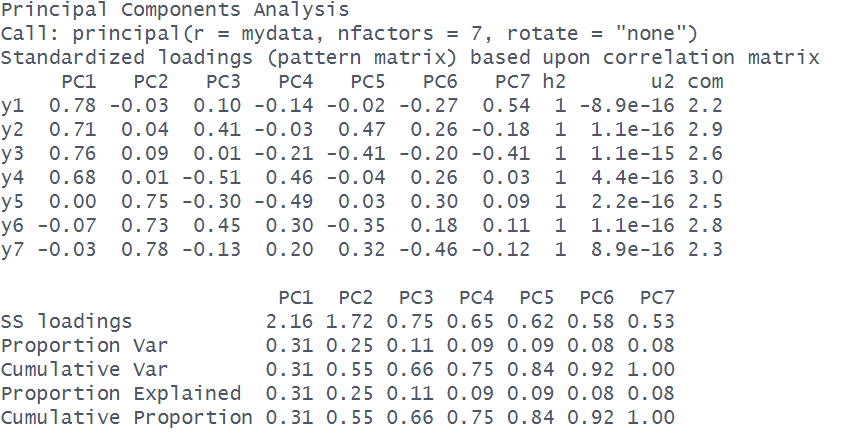 Principal Components Analysis
Call: principal(r = mydata, nfactors = 7, rotate = "none")
Standardized loadings (pattern matrix) based upon correlation matrix
     PC1   PC2   PC3   PC4   PC5   PC6   PC7 h2       u2 com
y1  0.78 -0.03  0.10 -0.14 -0.02 -0.27  0.54  1 -8.9e-16 2.2
y2  0.71  0.04  0.41 -0.03  0.47  0.26 -0.18  1  1.1e-16 2.9
y3  0.76  0.09  0.01 -0.21 -0.41 -0.20 -0.41  1  1.1e-15 2.6
y4  0.68  0.01 -0.51  0.46 -0.04  0.26  0.03  1  4.4e-16 3.0
y5  0.00  0.75 -0.30 -0.49  0.03  0.30  0.09  1  2.2e-16 2.5
y6 -0.07  0.73  0.45  0.30 -0.35  0.18  0.11  1  1.1e-16 2.8
y7 -0.03  0.78 -0.13  0.20  0.32 -0.46 -0.12  1  8.9e-16 2.3
                       PC1  PC2  PC3  PC4  PC5  PC6  PC7
SS loadings           2.16 1.72 0.75 0.65 0.62 0.58 0.53
Proportion Var        0.31 0.25 0.11 0.09 0.09 0.08 0.08
Cumulative Var        0.31 0.55 0.66 0.75 0.84 0.92 1.00
Proportion Explained  0.31 0.25 0.11 0.09 0.09 0.08 0.08
Cumulative Proportion 0.31 0.55 0.66 0.75 0.84 0.92 1.00